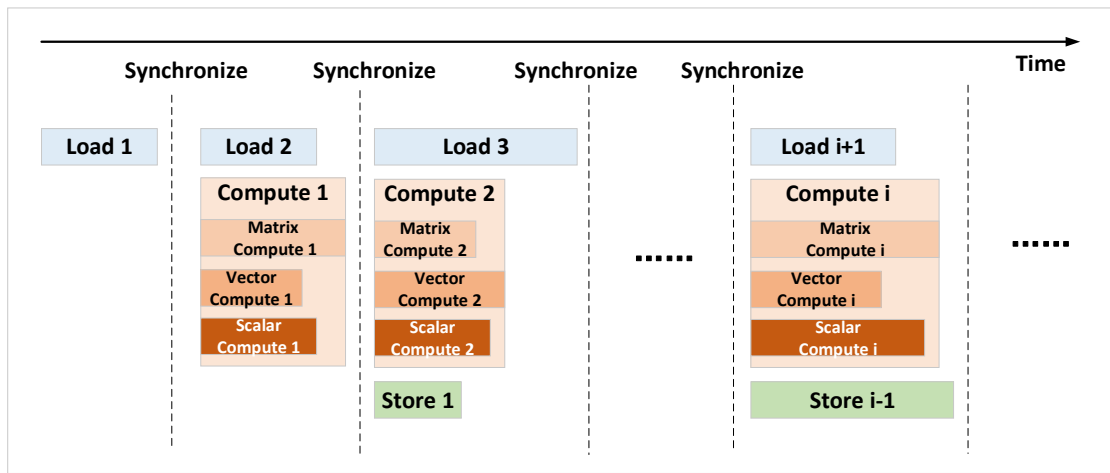 Time
Synchronize
Synchronize
Synchronize
Synchronize
Load 1
Load 2
Load 3
Load i+1
Compute 1
Matrix
Compute 1
Vector
Compute 1
Scalar
Compute 1
Compute 2
Matrix
Compute 2
Vector
Compute 2
Scalar
Compute 2
Store 1
......
Compute i
Matrix
Compute i
Vector
Compute i
Scalar
Compute i
Store i-1
......